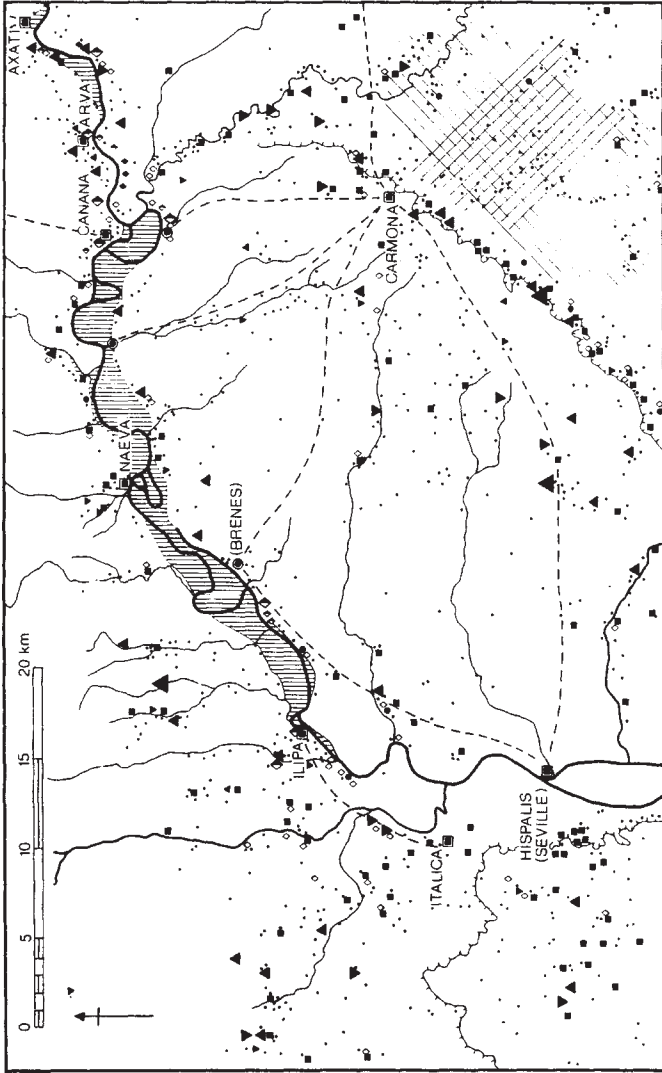 AXATI
ARVA
CANANA
NAEVA
CARMONA
(BRENES)
ILIPA
ITALICA
HISPALIS
(SEVILLE)
0 5 10 15 20 km